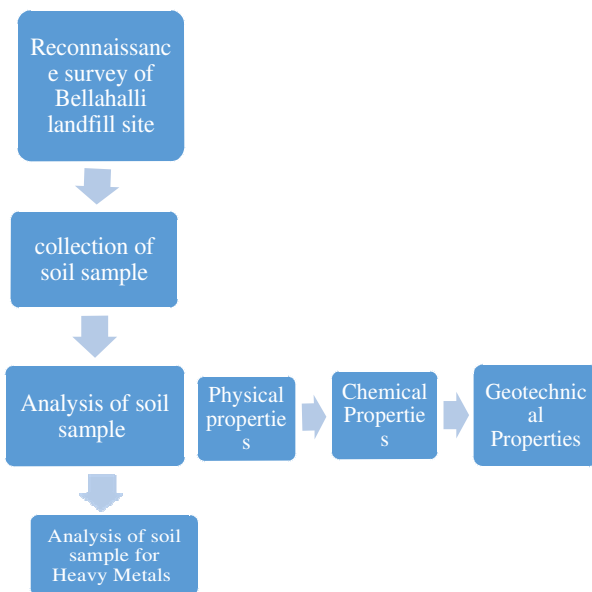 Reconnaissanc
e survey of
Bellahalli
landfill site
collection of
soil sample
Analysis of soil
sample
Physical
propertie
s
Chemical
Propertie
s
Geotechnic
al
Properties
Analysis of soil
sample for
Heavy Metals